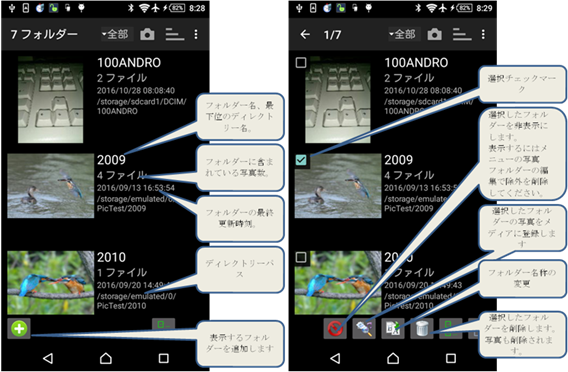 82%
8:28
7 フォルダー
全部
100ANDRO
2 ファイル
2016/10/28 08:08:40
/storage/sdcard1/DCIM/
100ANDRO
2009
4 ファイル
2016/09/13 16:53:54
/storage/emulated/0/
PicTest/2009
2010
1 ファイル
2016/09/20 14:49
/storage/emulated/0/
PicTest/2010
フォルダー名、最
下位のディレクト
リー名。
フォルダーに含ま
れている写真数。
フォルダーの最終
更新時刻。
ディレクトリーパ
ス
表示するフォル
ダーを追加します
82%
8:29
1/7
全部
100ANDRO
2 ファイル
2016/10/28 08:08:40
/storage/sdcard1/DCIM/
100ANDRO
2009
4 ファイル
2016/09/13 16:53:54
/storage/emulated/0/
PicTest/2009
2010
1 ファイル
2016/09/20 14:49:43
/storage/emulated/0/
PicTest/2010
選択チェックマー
ク
選択したフォル
ダーを非表示に
します。
表示するにはメ
ニューの写真
フォルダーの編
集で除外を削除
してください。
選択したフォルダ
ーの写真をメ
ディアに登録しま
す
フォルダー名称の
変更
選択したフォル
ダーを削除します。
写真も削除されま
す。